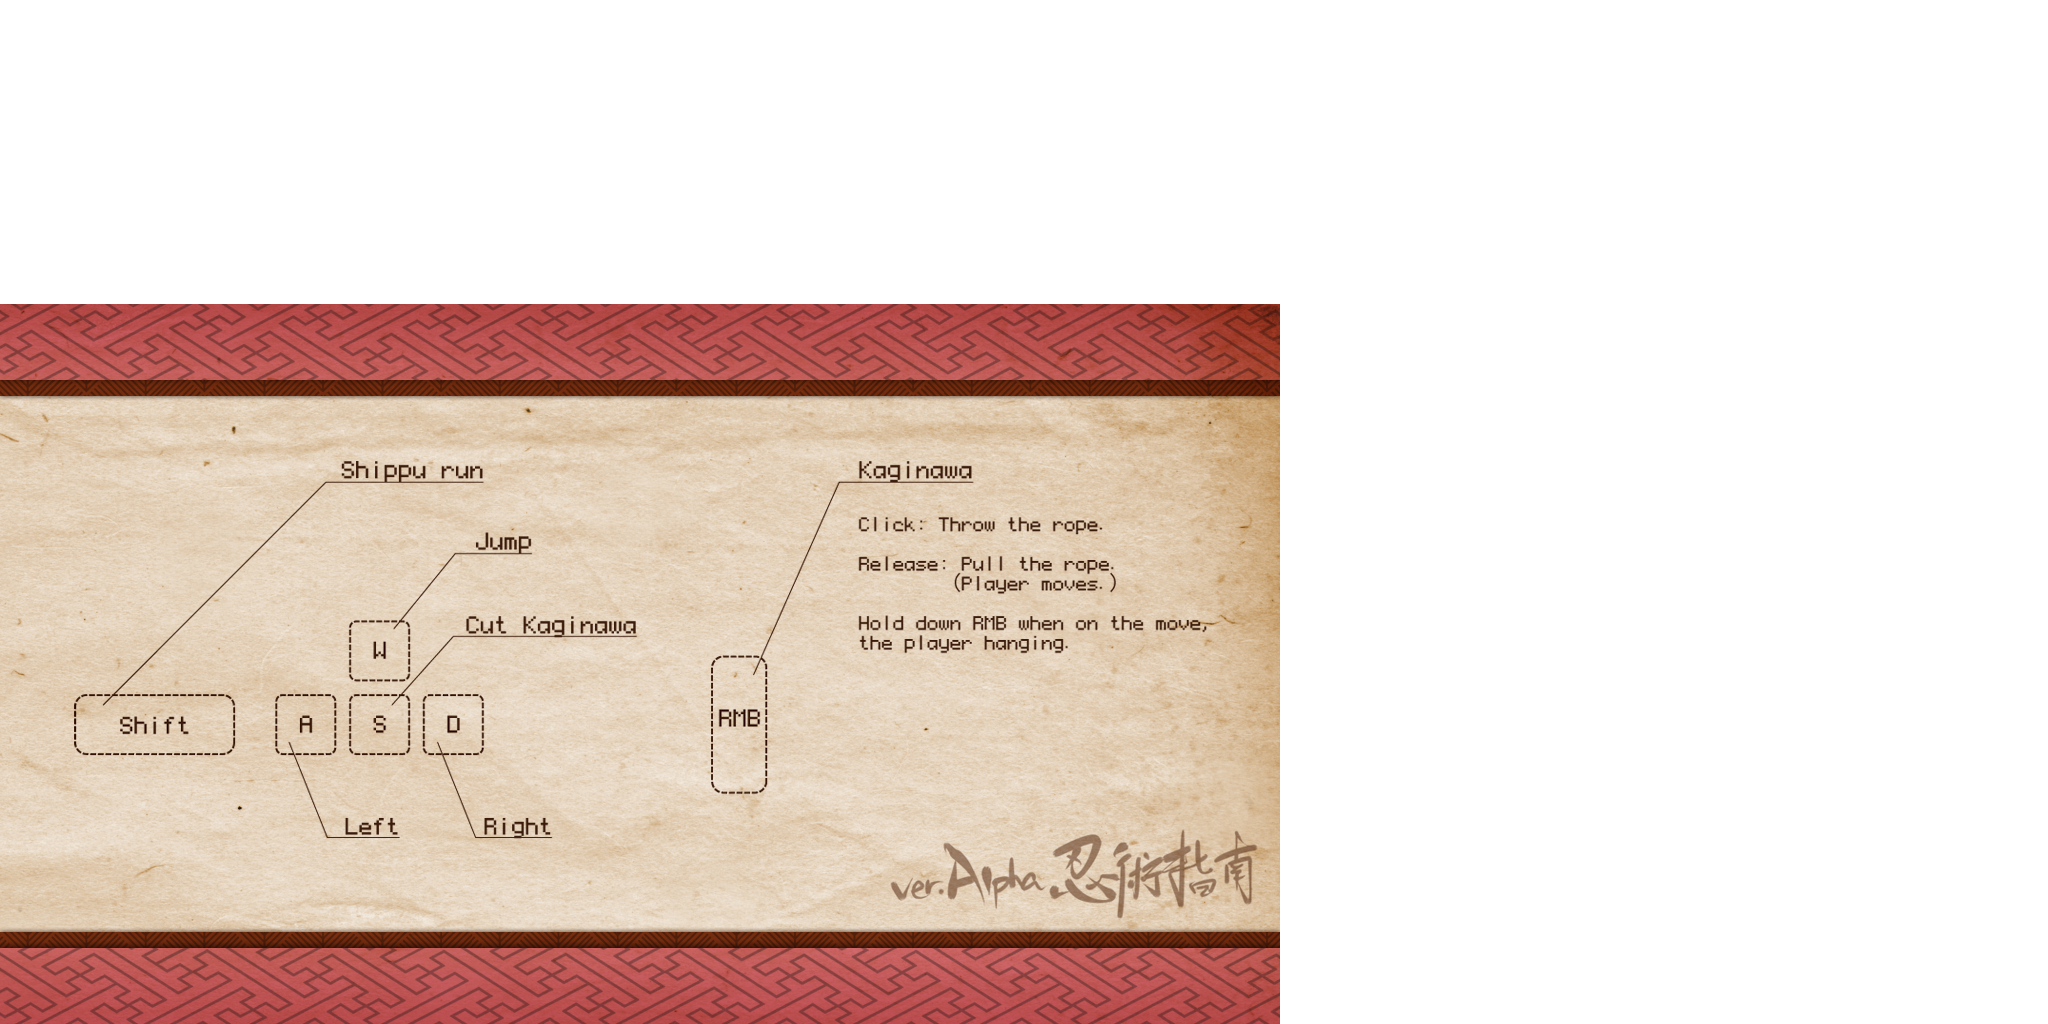 Shippu run
Jump
Cut Kaginawa
W
Shift
A
S
D
Left
Right
Kaginawa
Click: Throw the rope.
Release: Pull the rope.
(Player moves.)
Hold down RMB when on the move,
the player hanging.
RMB
ver.Alpha 忍術指南